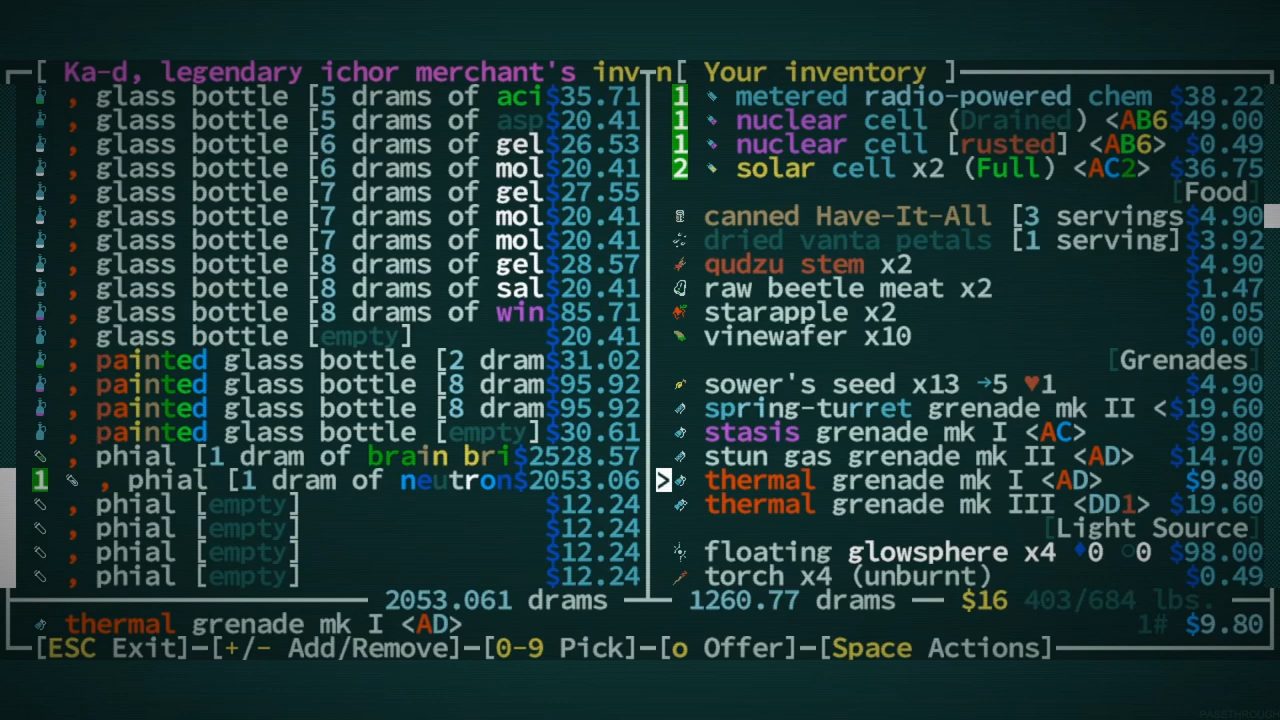 [ Ka-d, legendary ichor merchant's inv
, glass bottle [5 drams of aci$35.71
, glass bottle [5 drams of asp$20.41
, glass bottle [6 drams of gel$26.53
, glass bottle [6 drams of mol$20.41
, glass bottle [7 drams of gel$27.55
, glass bottle [7 drams of mol$20.41
, glass bottle [7 drams of mol$20.41
, glass bottle [8 drams of gel$28.57
, glass bottle [8 drams of sal$20.41
, glass bottle [8 drams of win$85.71
, glass bottle [empty] $20.41
, painted glass bottle [2 dram$31.02
, painted glass bottle [8 dram$95.92
, painted glass bottle [8 dram$95.92
, painted glass bottle [empty]$30.61
, phial [1 dram of brain bri$2528.57
1 , phial [1 dram of neutron$2053.06
, phial [empty] $12.24
, phial [empty] $12.24
, phial [empty] $12.24
, phial [empty] $12.24
2053.061 drams
n[ Your inventory ]
1 metered radio-powered chem $38.22
1 nuclear cell (Drained) <AB6$49.00
1 nuclear cell [rusted] <AB6> $0.49
2 solar cell x2 (Full) <AC2> $36.75
[Food]
canned Have-It-All [3 servings$4.90
dried vanta petals [1 serving]$3.92
qudzu stem x2 $4.90
raw beetle meat x2 $1.47
starapple x2 $0.05
vinewafer x10 $0.00
[Grenades]
sower's seed x13 →5 ♥1 $4.90
spring-turret grenade mk II <$19.60
stasis grenade mk I <AC> $9.80
stun gas grenade mk II <AD> $14.70
> thermal grenade mk I <AD> $9.80
thermal grenade mk III <DD1> $19.60
[Light Source]
floating glowsphere x4 ♦0 ○0 $98.00
torch x4 (unburnt) $0.49
1260.77 drams — $16 403/684 lbs.
thermal grenade mk I <AD> 1# $9.80
[ESC Exit]—[+/- Add/Remove]—[0-9 Pick]—[o Offer]—[Space Actions]